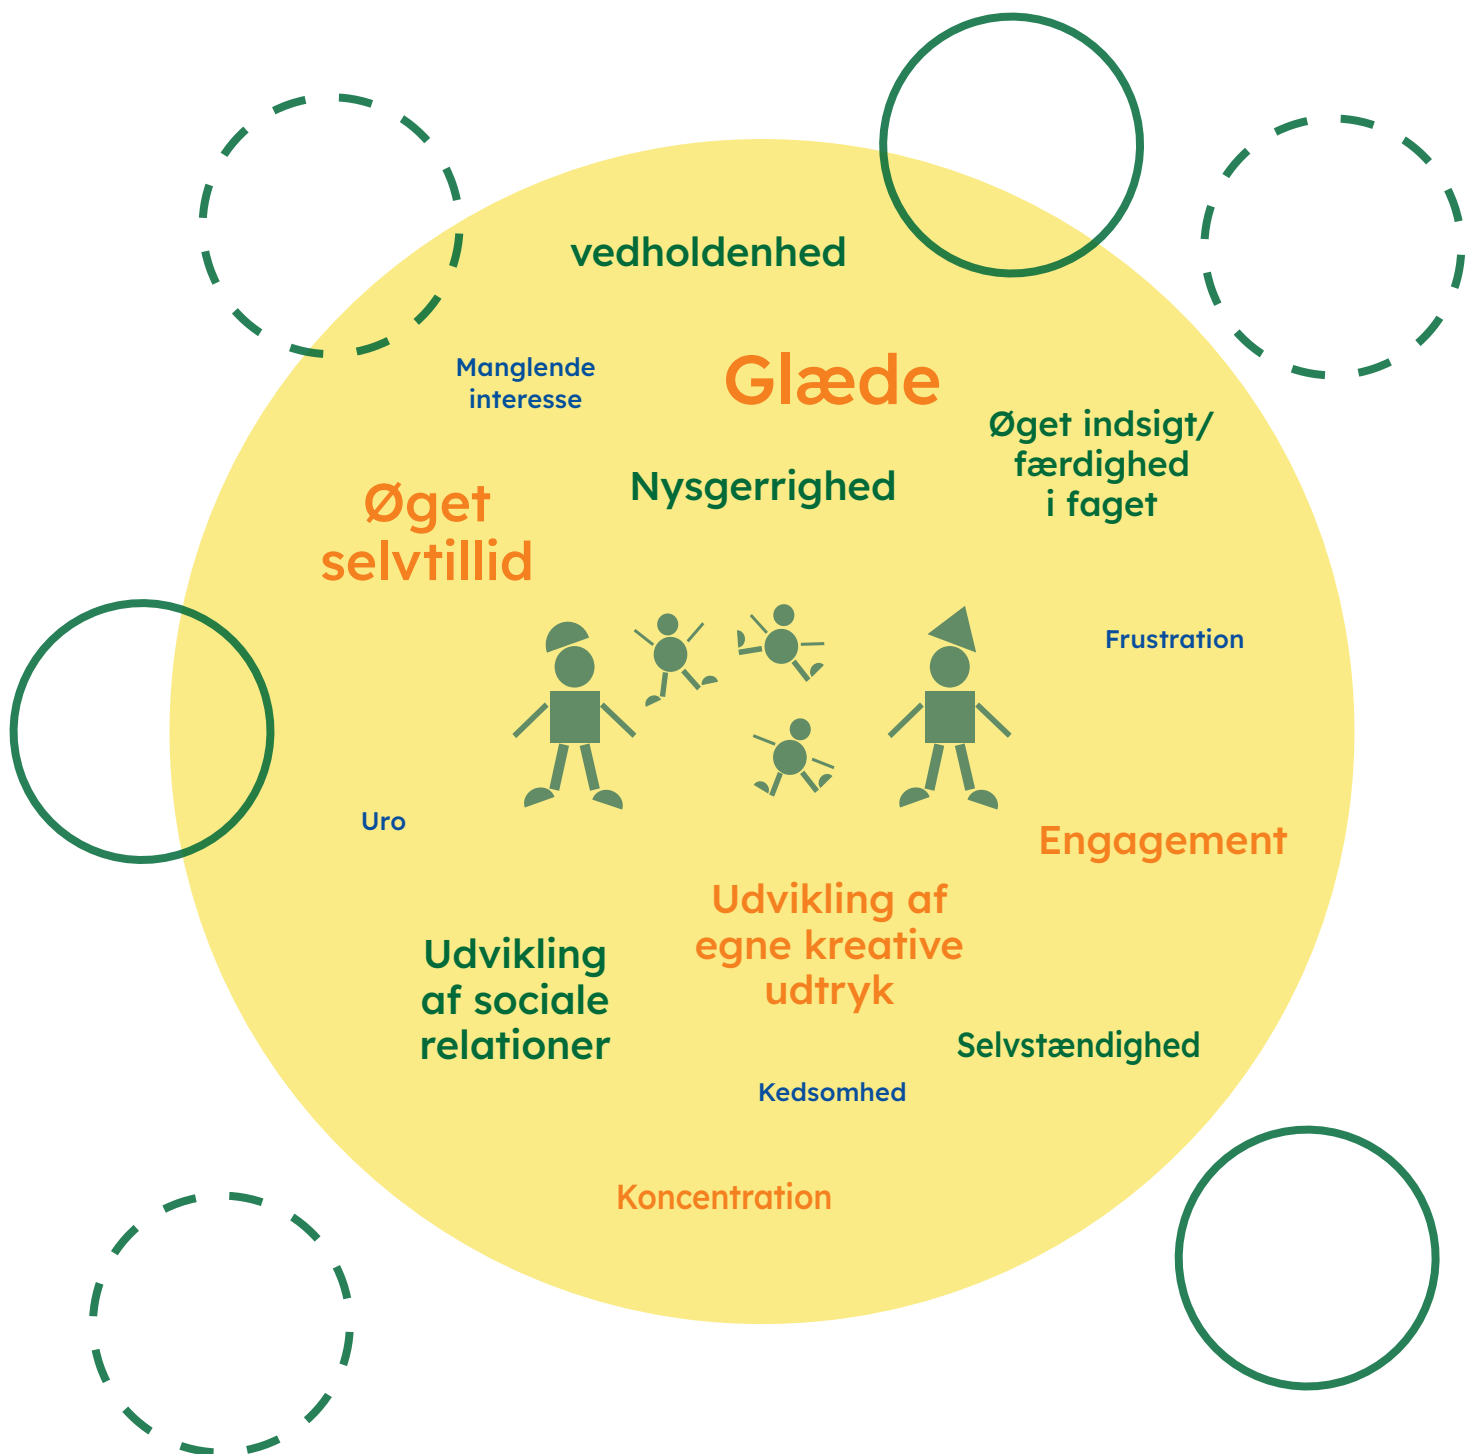 vedholdenhed
Manglende
interesse
Glæde
Øget indsigt/
færdighed
i faget
Nysgerrighed
Øget
selvtillid
Frustration
Uro
Engagement
Udvikling af
egne kreative
udtryk
Udvikling
af sociale
relationer
Selvstændighed
Kedsomhed
Koncentration